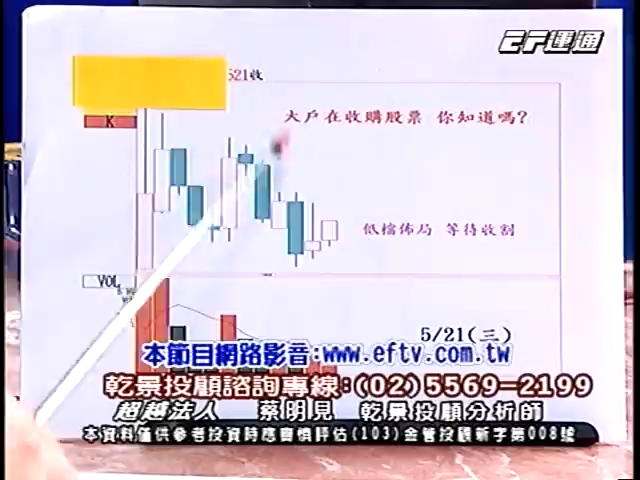 EF運通
521收
K
大戶在收購股票 你知道嗎?
低檔佈局 等待收割
VOL
5/21(三)
本節目網路影音:www.eftv.com.tw
乾景投顧諮詢專線:(02)5569-2199
超越法人 蔡明見 乾景投顧分析師
本資料僅供參考投資時應審慎評估(103)金管投顧新字第008號